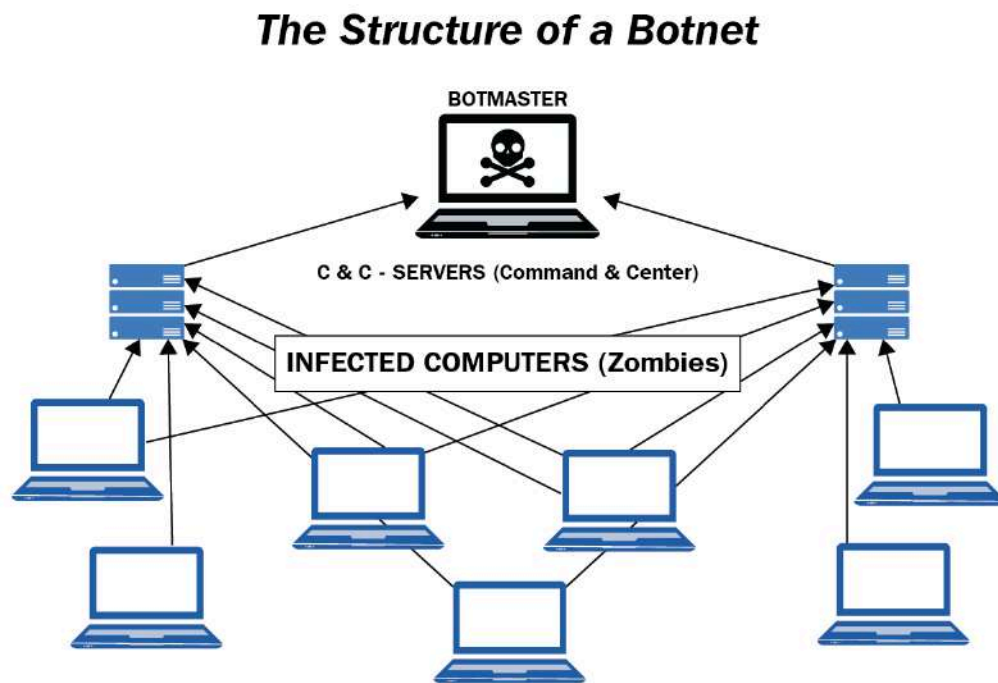 The Structure of a Botnet
BOTMASTER
C & C - SERVERS (Command & Center)
INFECTED COMPUTERS (Zombies)